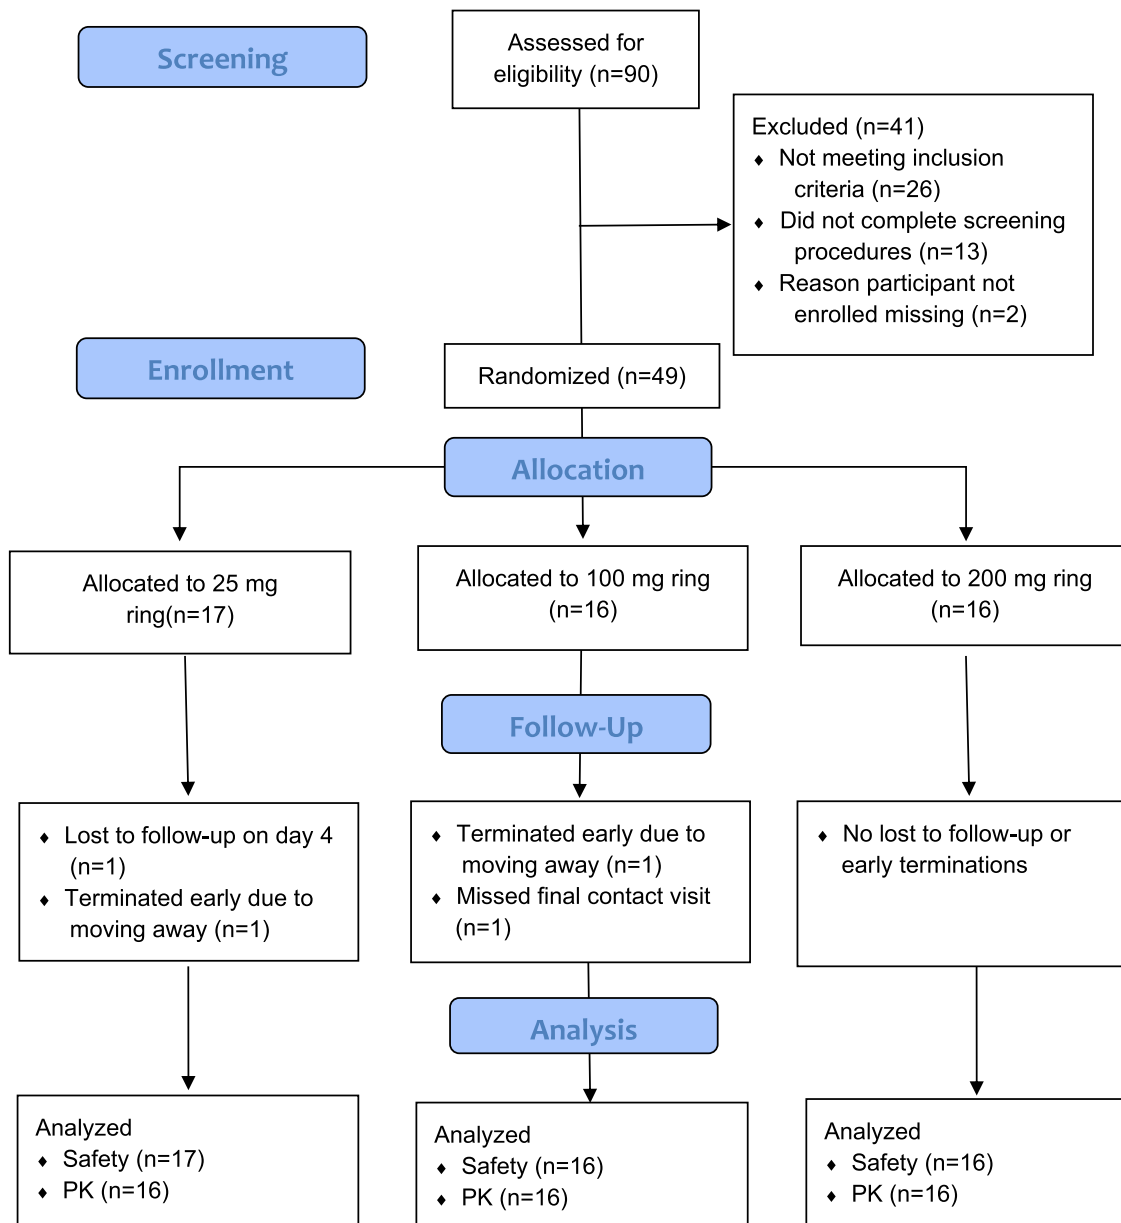 Screening
Assessed for
eligibility (n=90)
Excluded (n=41)
♦ Not meeting inclusion
criteria (n=26)
♦ Did not complete screening
procedures (n=13)
♦ Reason participant not
enrolled missing (n=2)
Enrollment
Randomized (n=49)
Allocation
Allocated to 25 mg
ring(n=17)
Allocated to 100 mg ring
(n=16)
Allocated to 200 mg ring
(n=16)
Follow-Up
♦ Lost to follow-up on day 4
(n=1)
♦ Terminated early due to
moving away (n=1)
♦ Terminated early due to
moving away (n=1)
♦ Missed final contact visit
(n=1)
♦ No lost to follow-up or
early terminations
Analysis
Analyzed
♦ Safety (n=17)
♦ PK (n=16)
Analyzed
♦ Safety (n=16)
♦ PK (n=16)
Analyzed
♦ Safety (n=16)
♦ PK (n=16)